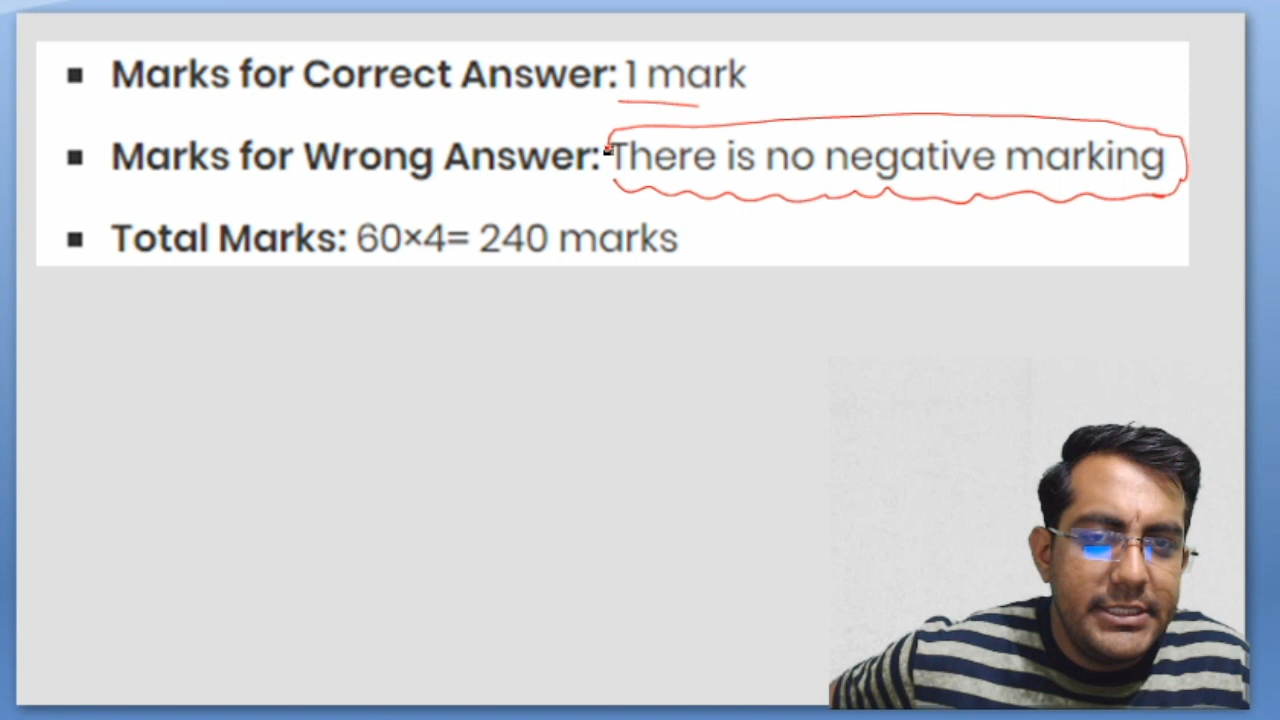 ▪ Marks for Correct Answer: 1 mark
▪ Marks for Wrong Answer: There is no negative marking
▪ Total Marks: 60×4= 240 marks